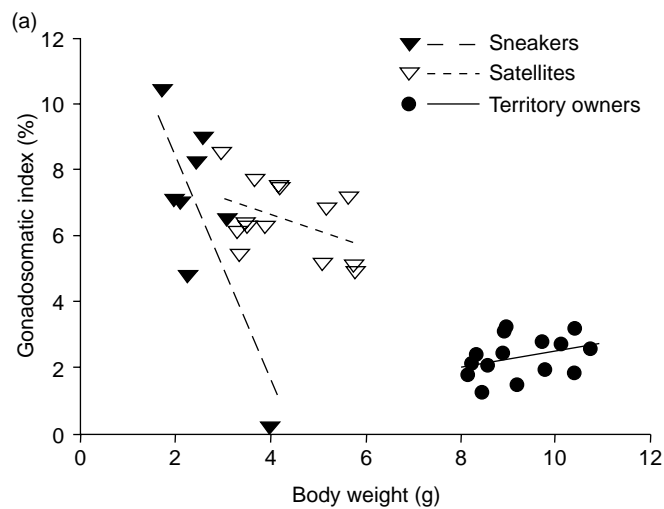 (a)
12
10
8
6
4
2
0
Gonadosomatic index (%)
Sneakers
Satellites
Territory owners
0 2 4 6 8 10 12
Body weight (g)